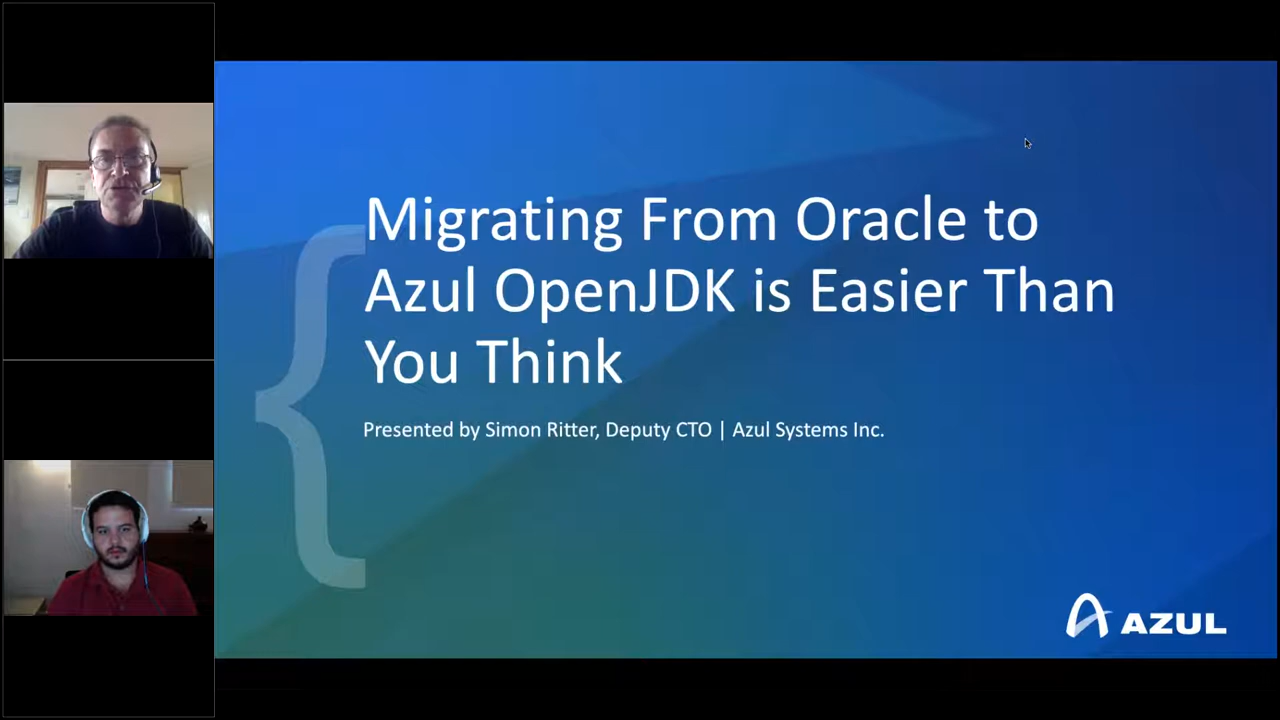 Migrating From Oracle to
Azul OpenJDK is Easier Than
You Think
Presented by Simon Ritter, Deputy CTO | Azul Systems Inc.
AZUL